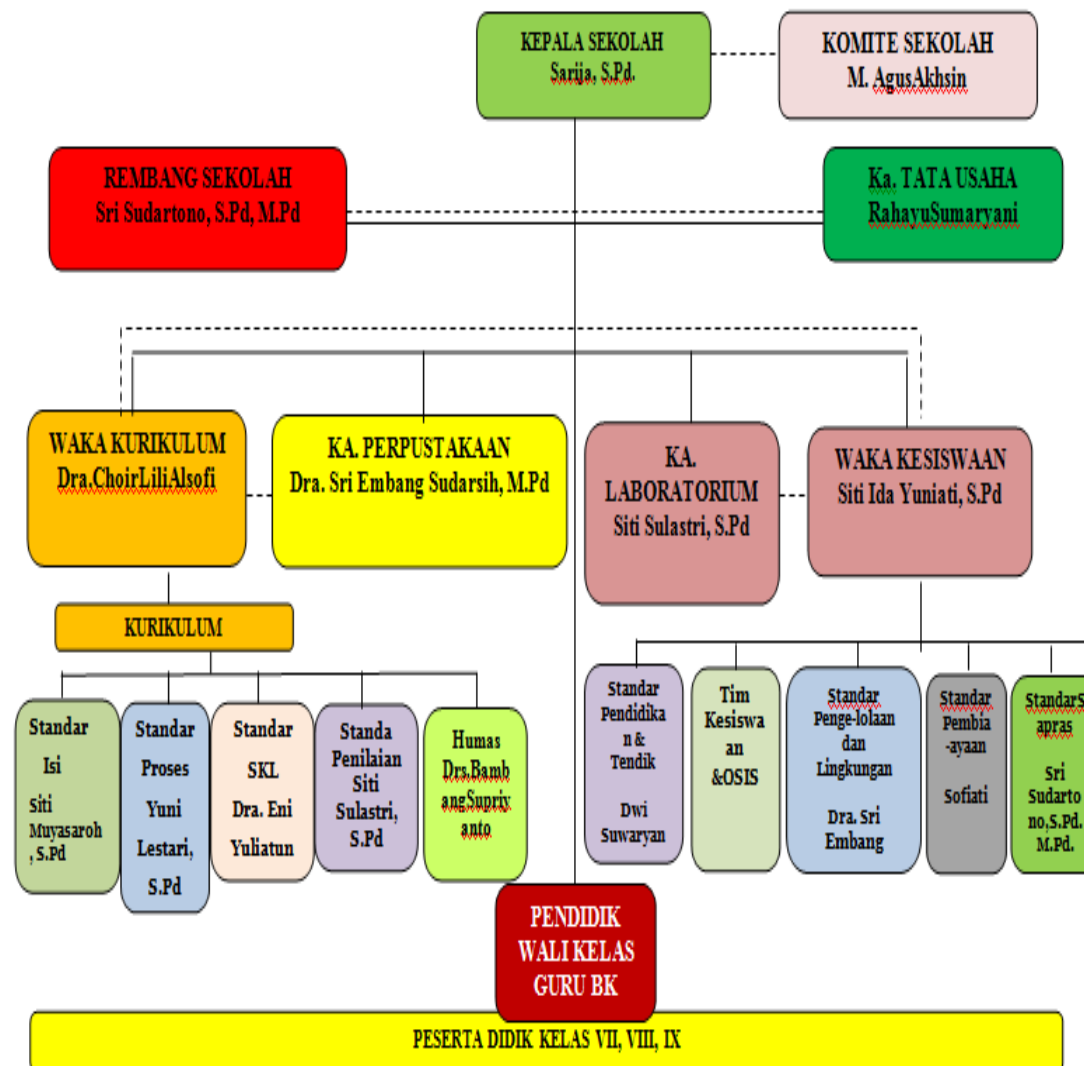 KEPALA SEKOLAH
Sarija, S.Pd.
KOMITE SEKOLAH
M. AgusAkhsin
REMBANG SEKOLAH
Sri Sudartono, S.Pd, M.Pd
Ka. TATA USAHA
RahayuSumaryani
WAKA KURIKULUM
Dra.ChoirLiliAlsofi
KA. PERPUSTAKAAN
Dra. Sri Embang Sudarsih, M.Pd
KA.
LABORATORIUM
Siti Sulastri, S.Pd
WAKA KESISWAAN
Siti Ida Yuniati, S.Pd
KURIKULUM
Standar
Isi
Siti
Muyasaroh
, S.Pd
Standar
Proses
Yuni
Lestari,
S.Pd
Standar
SKL
Dra. Eni
Yuliatun
Standa
Penilaian
Siti
Sulastri,
S.Pd
Humas
Drs.Bamb
angSupriy
anto
Standar
Pendidika
n &
Tendik
Dwi
Suwaryan
Tim
Kesiswa
an
&OSIS
Standar
Penge-lolaan
dan
Lingkungan
Dra. Sri
Embang
Standar
Pembia
-ayaan
Sofiati
StandarS
apras
Sri
Sudarto
no,S.Pd.
M.Pd.
PENDIDIK
WALI KELAS
GURU BK
PESERTA DIDIK KELAS VII, VIII, IX